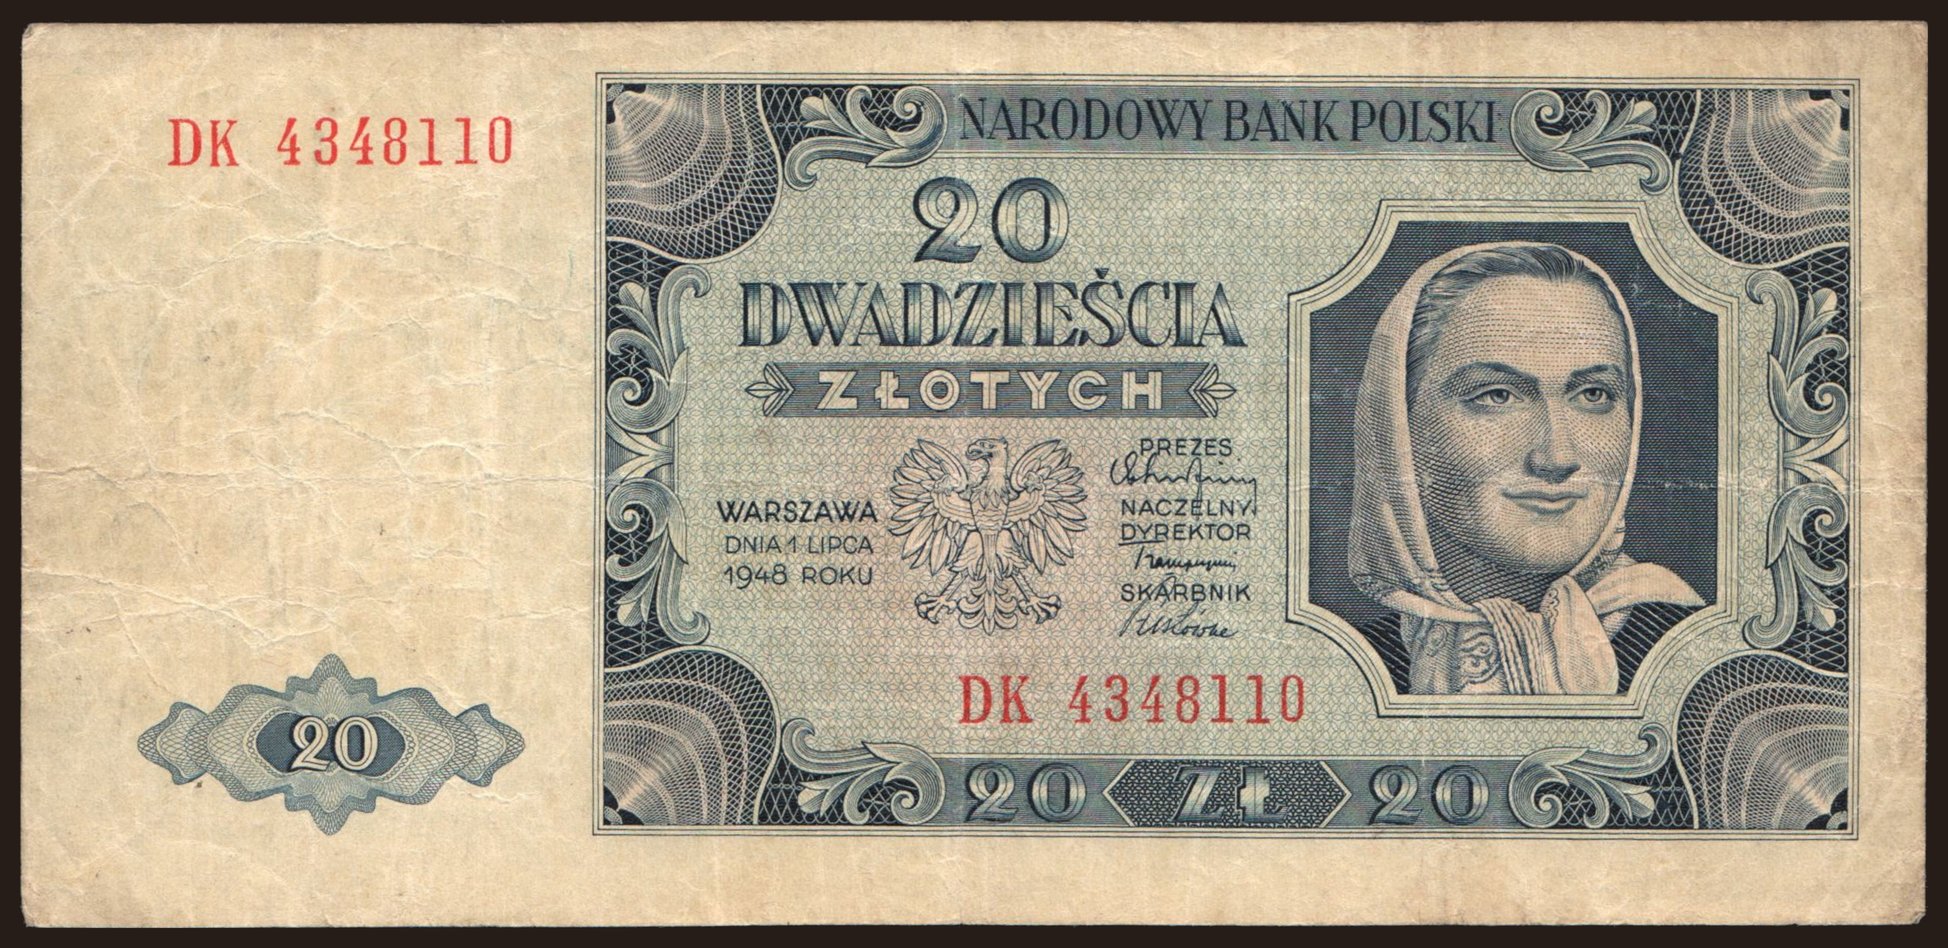 DK 4348110
NARODOWY BANK POLSKI
20
DWADZIEŚCIA
ZŁOTYCH
WARSZAWA
DNIA 1 LIPCA
1948 ROKU
PREZES
NACZELNY
DYREKTOR
SKARBNIK
DK 4348110
20
20 ZŁ 20